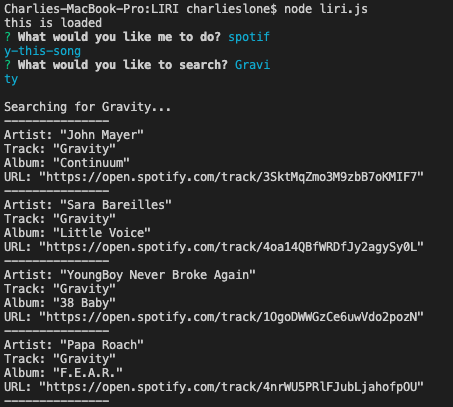 Charlies-MacBook-Pro:LIRI charlieslone$ node liri.js
this is loaded
? What would you like me to do? spotif
y-this-song
? What would you like to search? Gravi
ty
Searching for Gravity...
---------------
Artist: "John Mayer"
Track: "Gravity"
Album: "Continuum"
URL: "https://open.spotify.com/track/3SktMqZmo3M9zbB7oKMIF7"
---------------
Artist: "Sara Bareilles"
Track: "Gravity"
Album: "Little Voice"
URL: "https://open.spotify.com/track/4oa14QBfWRDfJy2agySy0L"
---------------
Artist: "YoungBoy Never Broke Again"
Track: "Gravity"
Album: "38 Baby"
URL: "https://open.spotify.com/track/1OgoDWWGzCe6uwVdo2pozN"
---------------
Artist: "Papa Roach"
Track: "Gravity"
Album: "F.E.A.R."
URL: "https://open.spotify.com/track/4nrWU5PRlFJubLjahofpOU"
---------------